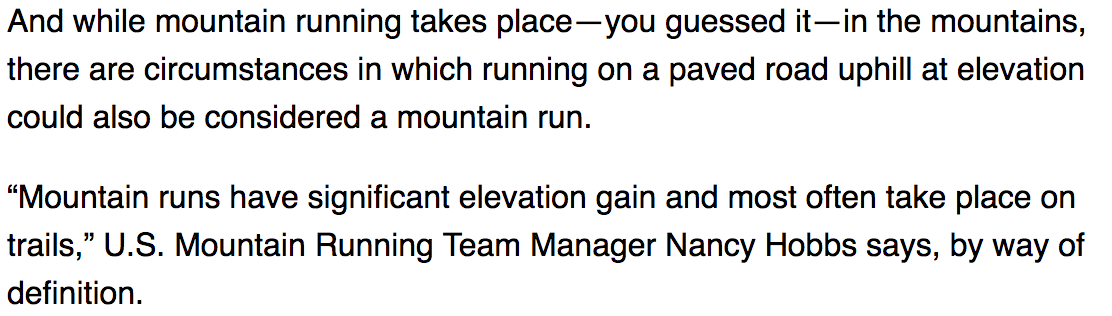 And while mountain running takes place—you guessed it—in the mountains,
there are circumstances in which running on a paved road uphill at elevation
could also be considered a mountain run.
“Mountain runs have significant elevation gain and most often take place on
trails,” U.S. Mountain Running Team Manager Nancy Hobbs says, by way of
definition.